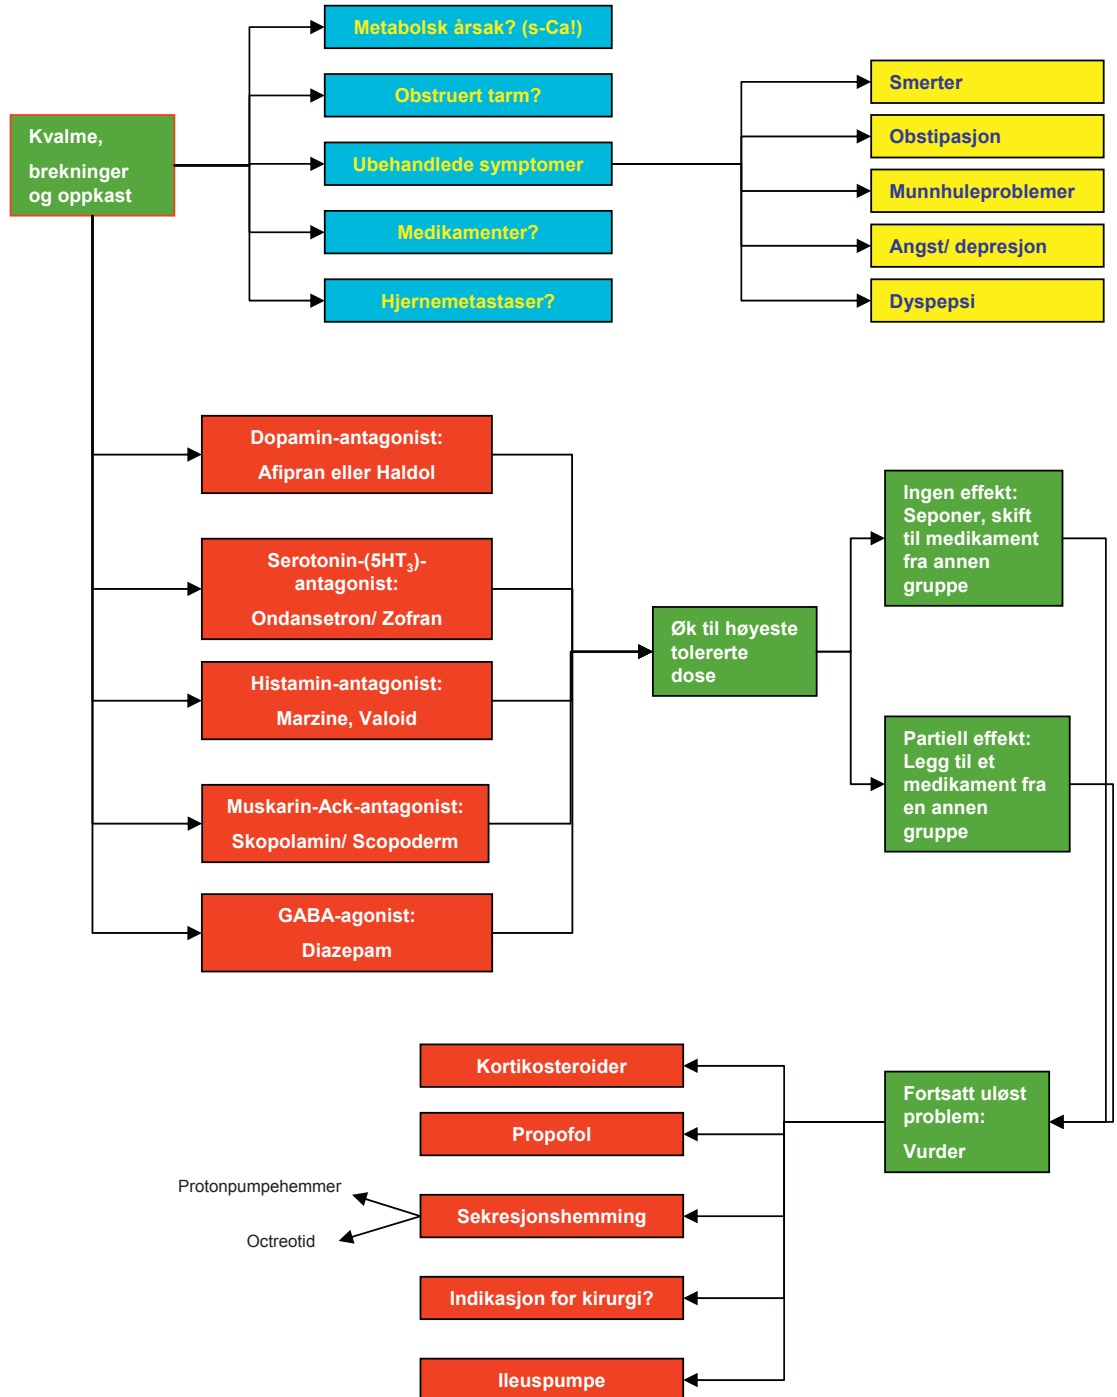 Metabolsk årsak? (s-Ca!)
Obstruert tarm?
Kvalme,
brekninger
og oppkast
Ubehandlede symptomer
Medikamenter?
Hjernemetastaser?
Smerter
Obstipasjon
Munnhuleproblemer
Angst/ depresjon
Dyspepsi
Dopamin-antagonist:
Afipran eller Haldol
Serotonin-(5HT₃)-
antagonist:
Ondansetron/ Zofran
Histamin-antagonist:
Marzine, Valoid
Muskarin-Ack-antagonist:
Skopolamin/ Scopoderm
GABA-agonist:
Diazepam
Øk til høyeste
tolererte
dose
Ingen effekt:
Seponer, skift
til medikament
fra annen
gruppe
Partiell effekt:
Legg til et
medikament fra
en annen
gruppe
Fortsatt uløst
problem:
Vurder
Kortikosteroider
Propofol
Sekresjonshemming
Protonpumpehemmer
Octreotid
Indikasjon for kirurgi?
Ileuspumpe